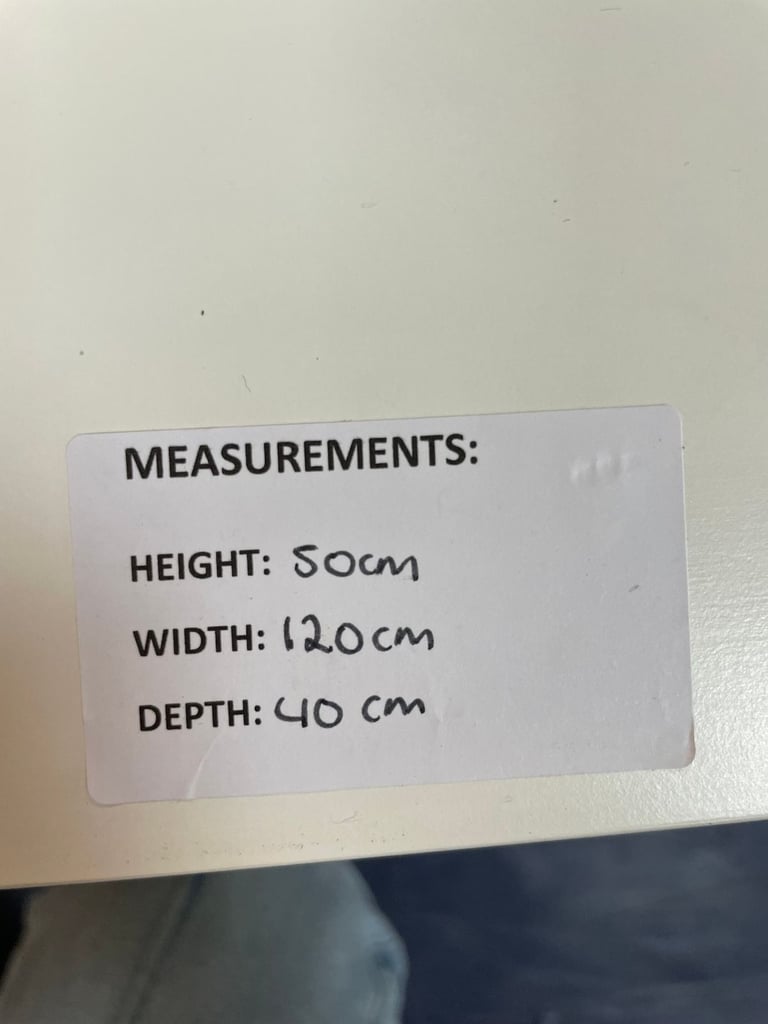 MEASUREMENTS:
HEIGHT: 50cm
WIDTH: 120cm
DEPTH: 40 cm